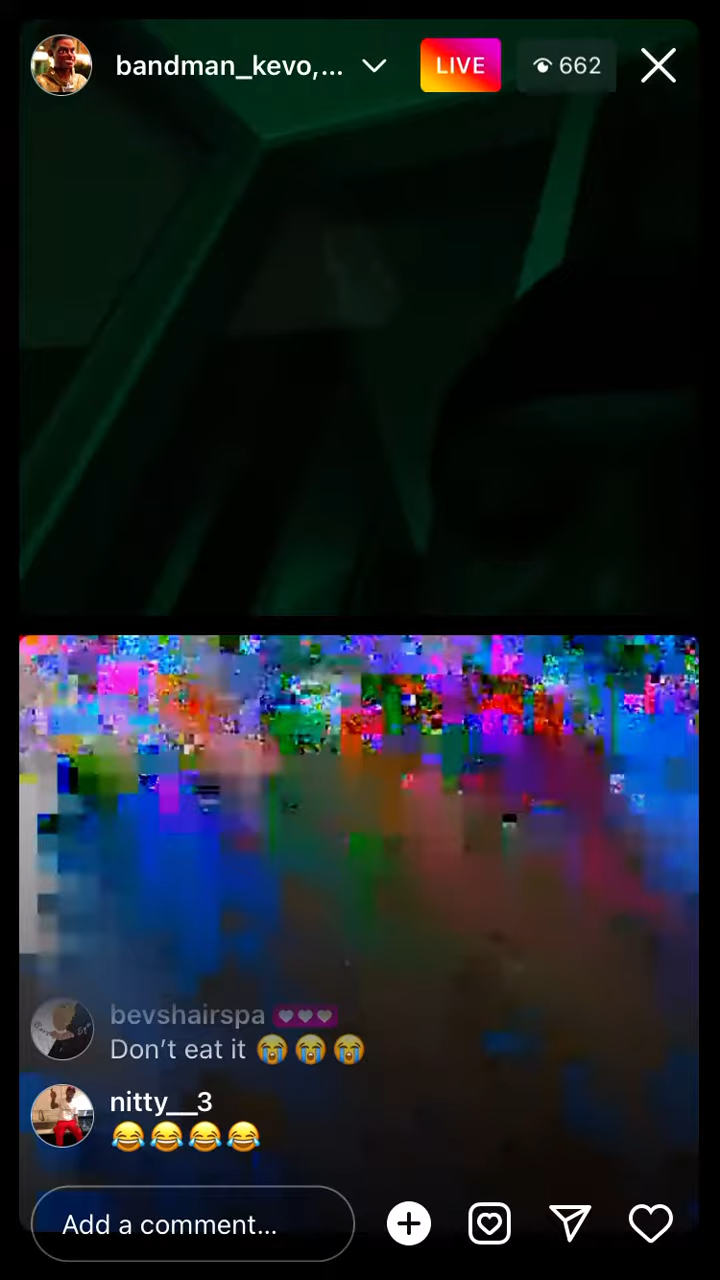 bandman_kevo,...
LIVE
662
bevshairspa
Don't eat it 😭😭😭
nitty__3
😂😂😂😂
Add a comment...